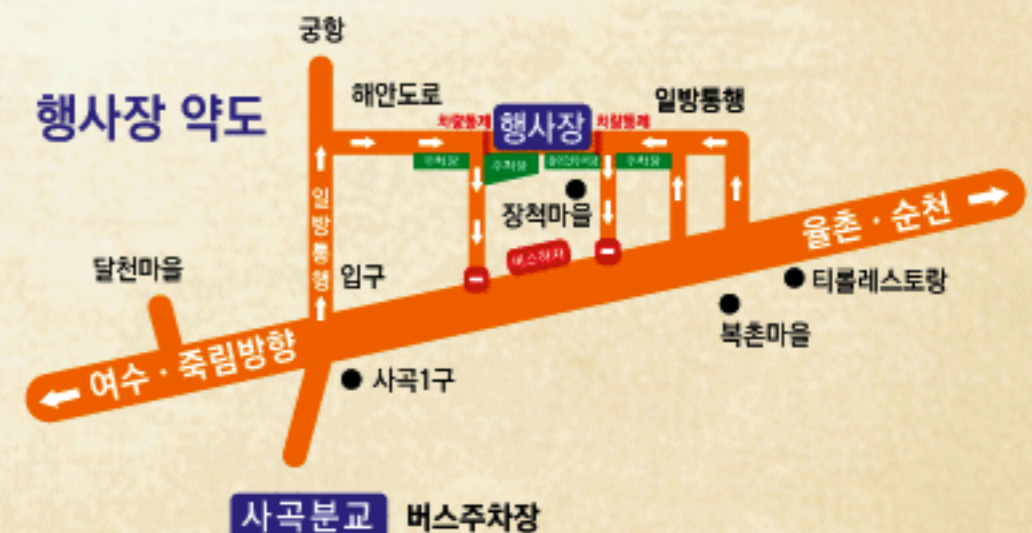 궁항
행사장 약도
해안도로
일방통행
차량통제
행사장
차량통제
주차장
주차장
주차장
장척마을
일방통행
율촌·순천
달천마을
입구
버스하차
티롤레스토랑
복촌마을
여수·죽림방향
사곡1구
사곡분교 버스주차장